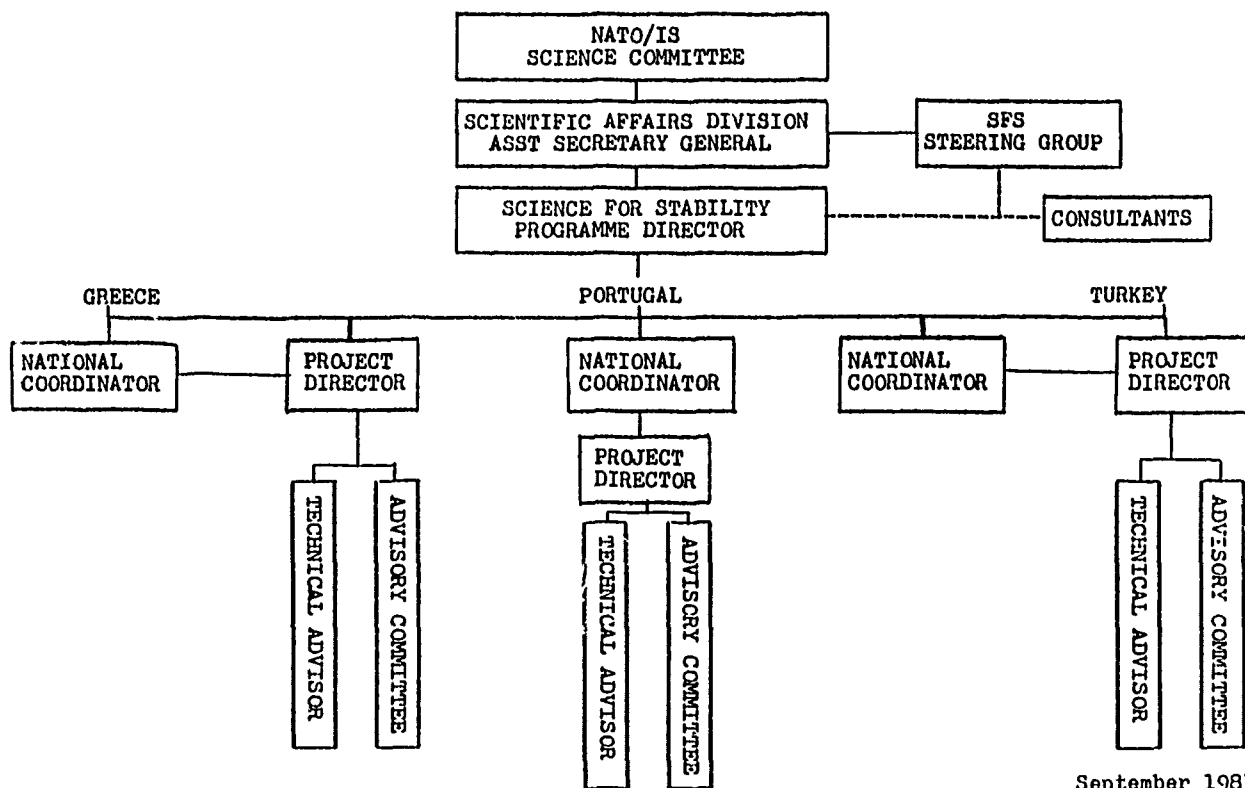 NATO/IS
SCIENCE COMMITTEE
SCIENTIFIC AFFAIRS DIVISION
ASST SECRETARY GENERAL
SFS
STEERING GROUP
SCIENCE FOR STABILITY
PROGRAMME DIRECTOR
CONSULTANTS
GREECE
PORTUGAL
TURKEY
NATIONAL
COORDINATOR
PROJECT
DIRECTOR
NATIONAL
COORDINATOR
NATIONAL
COORDINATOR
PROJECT
DIRECTOR
PROJECT
DIRECTOR
TECHNICAL ADVISOR
ADVISORY COMMITTEE
TECHNICAL ADVISOR
ADVISCRY COMMITTEE
TECHNICAL ADVISOR
ADVISORY COMMITTEE
September